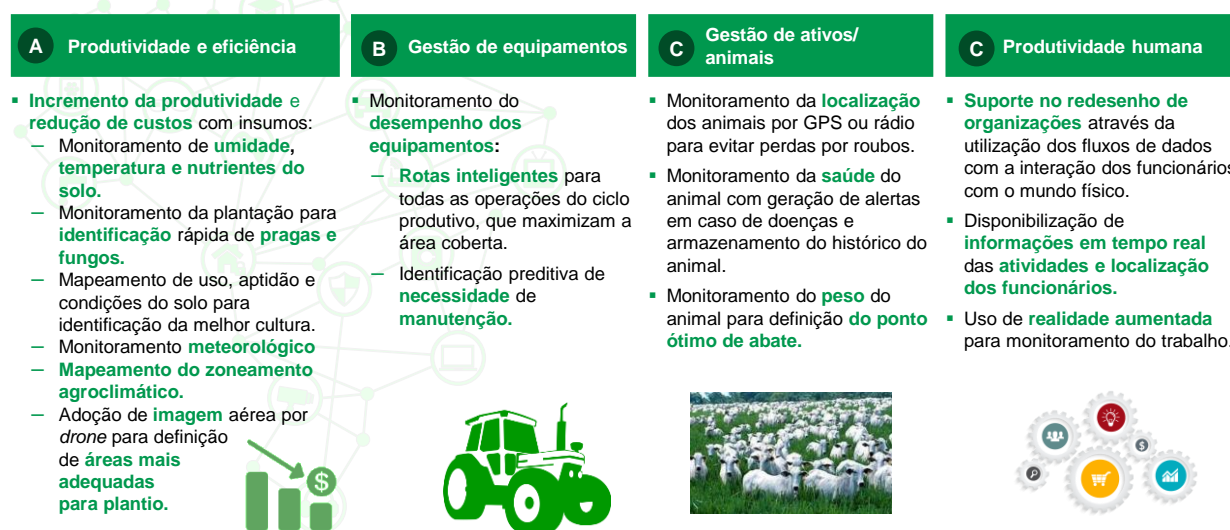 A Produtividade e eficiência
▪ Incremento da produtividade e
redução de custos com insumos:
– Monitoramento de umidade,
temperatura e nutrientes do
solo.
– Monitoramento da plantação para
identificação rápida de pragas e
fungos.
– Mapeamento de uso, aptidão e
condições do solo para
identificação da melhor cultura.
– Monitoramento meteorológico
– Mapeamento do zoneamento
agroclimático.
– Adoção de imagem aérea por
drone para definição
de áreas mais
adequadas
para plantio.
$
B Gestão de equipamentos
▪ Monitoramento do
desempenho dos
equipamentos:
– Rotas inteligentes para
todas as operações do ciclo
produtivo, que maximizam a
área coberta.
– Identificação preditiva de
necessidade de
manutenção.
C Gestão de ativos/
animais
▪ Monitoramento da localização
dos animais por GPS ou rádio
para evitar perdas por roubos.
▪ Monitoramento da saúde do
animal com geração de alertas
em caso de doenças e
armazenamento do histórico do
animal.
▪ Monitoramento do peso do
animal para definição do ponto
ótimo de abate.
C Produtividade humana
▪ Suporte no redesenho de
organizações através da
utilização dos fluxos de dados
com a interação dos funcionários
com o mundo físico.
▪ Disponibilização de
informações em tempo real
das atividades e localização
dos funcionários.
▪ Uso de realidade aumentada
para monitoramento do trabalho.
$